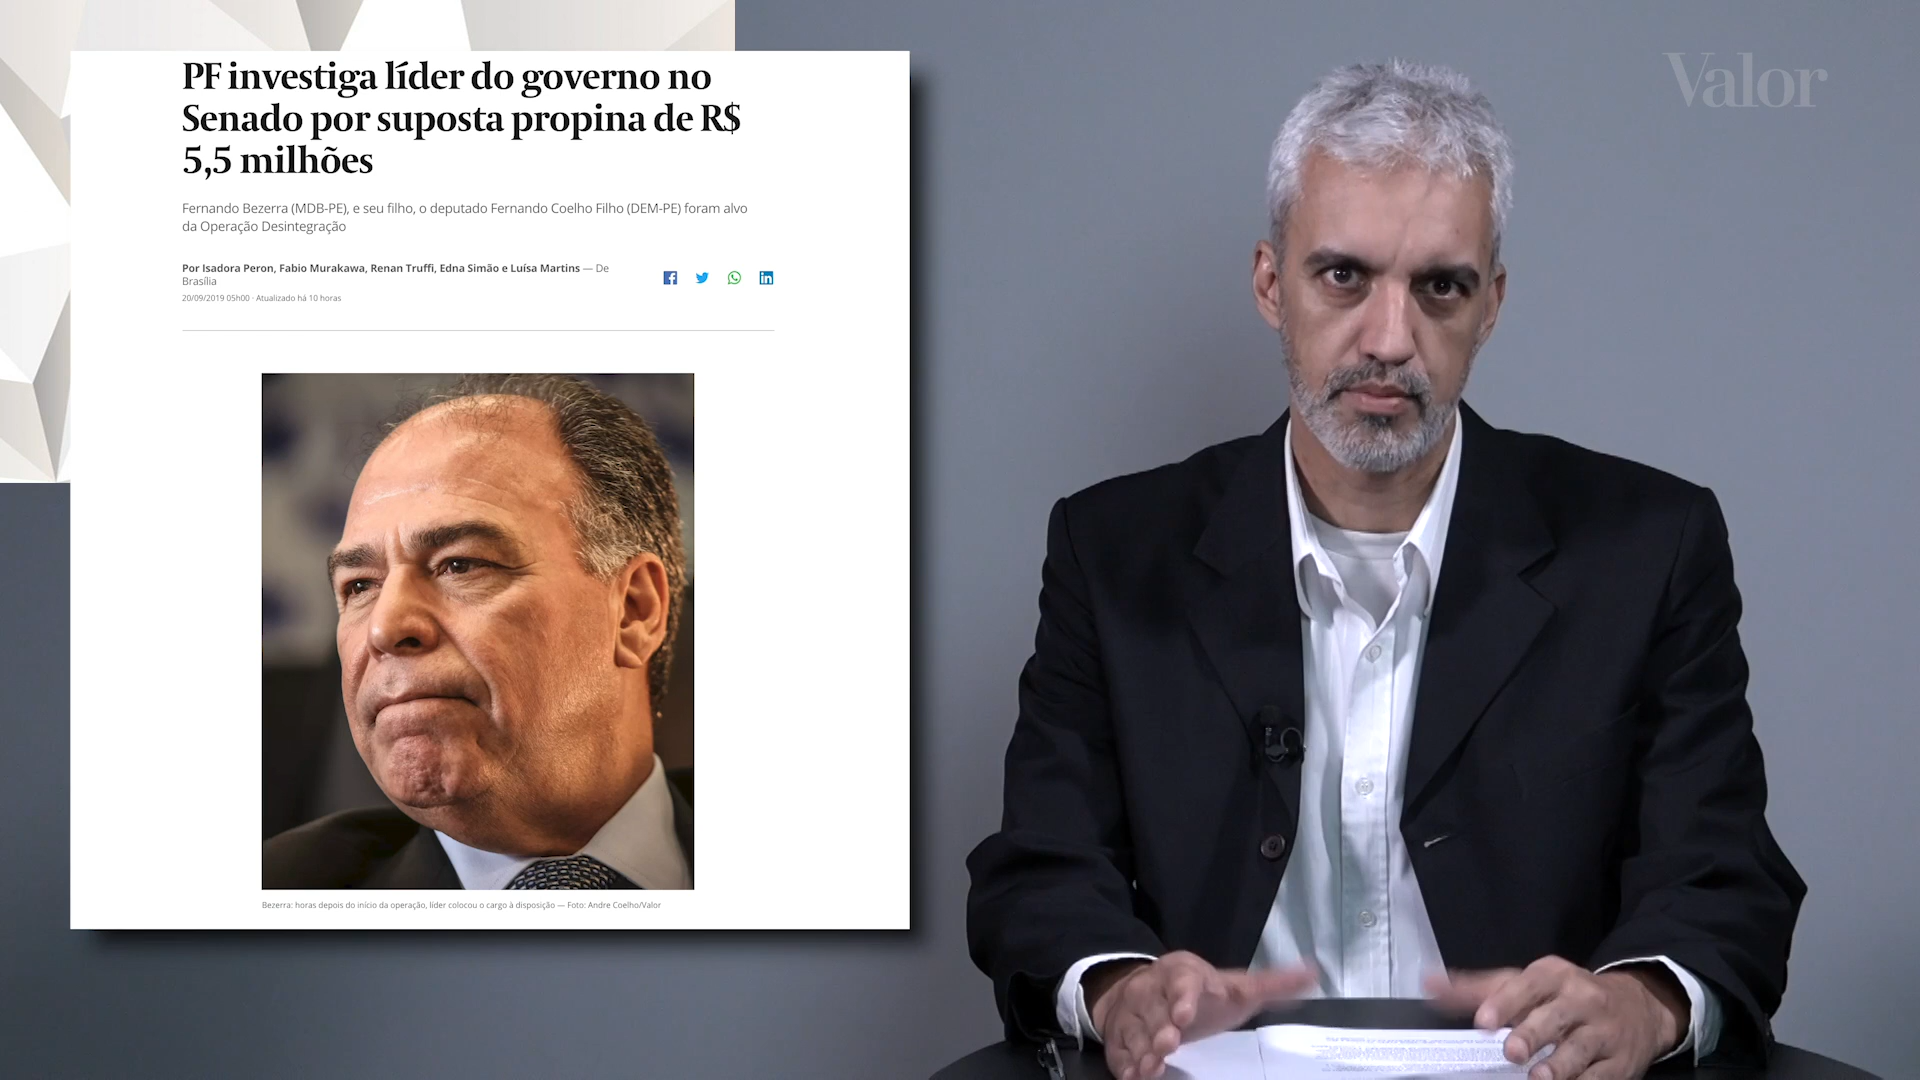 PF investiga líder do governo no
Senado por suposta propina de R$
5,5 milhões
Fernando Bezerra (MDB-PE), e seu filho, o deputado Fernando Coelho Filho (DEM-PE) foram alvo
da Operação Desintegração
Por Isadora Peron, Fabio Murakawa, Renan Truffi, Edna Simão e Luísa Martins — De
Brasília
20/09/2019 05h00 · Atualizado há 10 horas
Bezerra: horas depois do início da operação, líder colocou o cargo à disposição — Foto: Andre Coelho/Valor
Valor